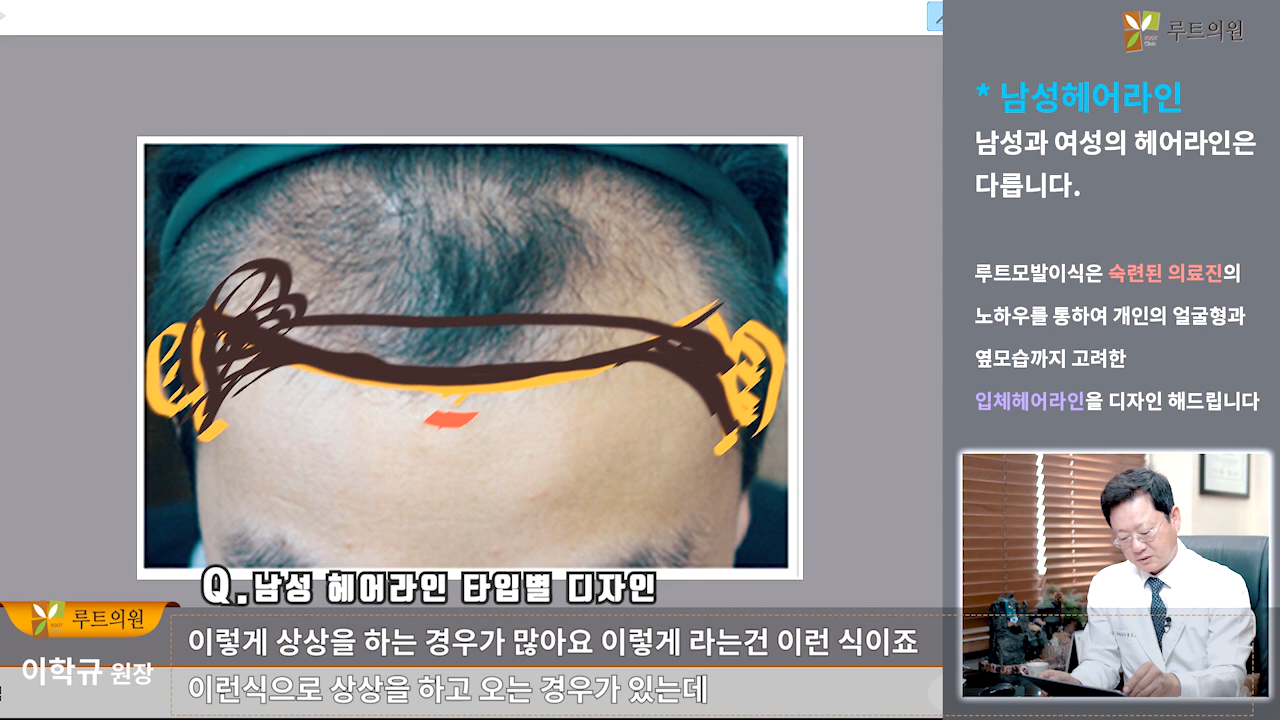 루트의원
* 남성헤어라인
남성과 여성의 헤어라인은
다릅니다.
루트모발이식은 숙련된 의료진의
노하우를 통하여 개인의 얼굴형과
옆모습까지 고려한
입체헤어라인을 디자인 해드립니다
Q.남성 헤어라인 타입별 디자인
루트의원
이학규 원장
이렇게 상상을 하는 경우가 많아요 이렇게 라는건 이런 식이죠
이런식으로 상상을 하고 오는 경우가 있는데